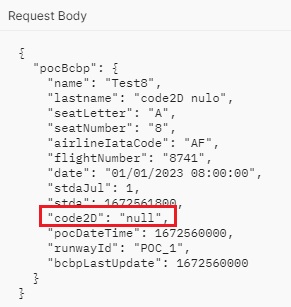 Request Body
{
"pocBcbp": {
"name": "Test8",
"lastname": "code2D nulo",
"seatLetter": "A",
"seatNumber": "8",
"airlineIataCode": "AF",
"flightNumber": "8741",
"date": "01/01/2023 08:00:00",
"stdaJul": 1,
"stda": 1672561800,
"code2D": "null",
"pocDateTime": 1672560000,
"runwayId": "POC_1",
"bcbpLastUpdate": 1672560000
}
}